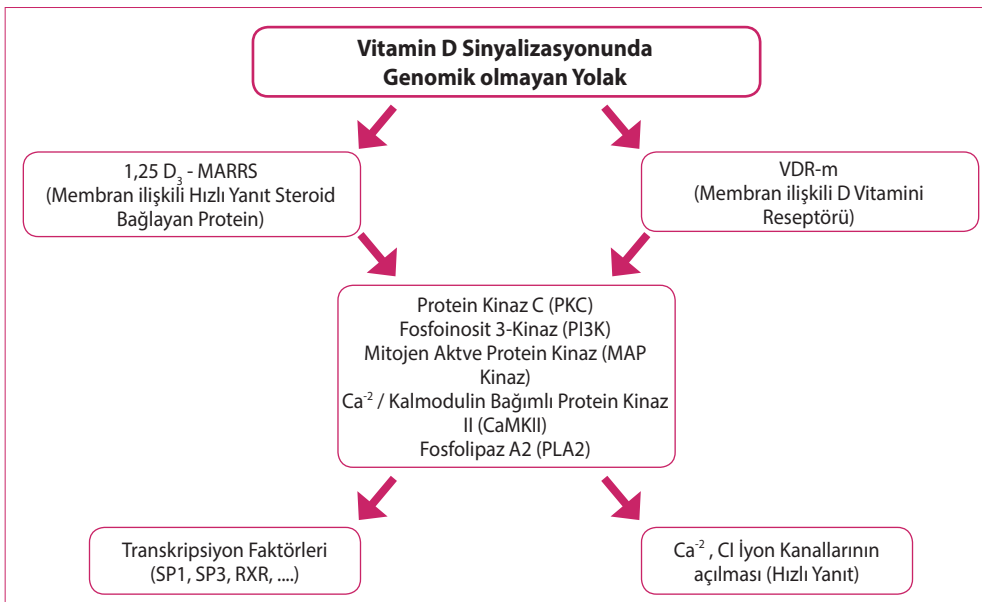 Vitamin D Sinyalizasyonunda
Genomik olmayan Yolak
1,25 D₃ - MARRS
(Membran ilişkili Hızlı Yanıt Steroid
Bağlayan Protein)
VDR-m
(Membran ilişkili D Vitamini
Reseptörü)
Protein Kinaz C (PKC)
Fosfoinosit 3-Kinaz (PI3K)
Mitojen Aktve Protein Kinaz (MAP
Kinaz)
Ca⁻² / Kalmodulin Bağımlı Protein Kinaz
II (CaMKII)
Fosfolipaz A2 (PLA2)
Transkripsiyon Faktörleri
(SP1, SP3, RXR, ....)
Ca⁻² , CI İyon Kanallarının
açılması (Hızlı Yanıt)